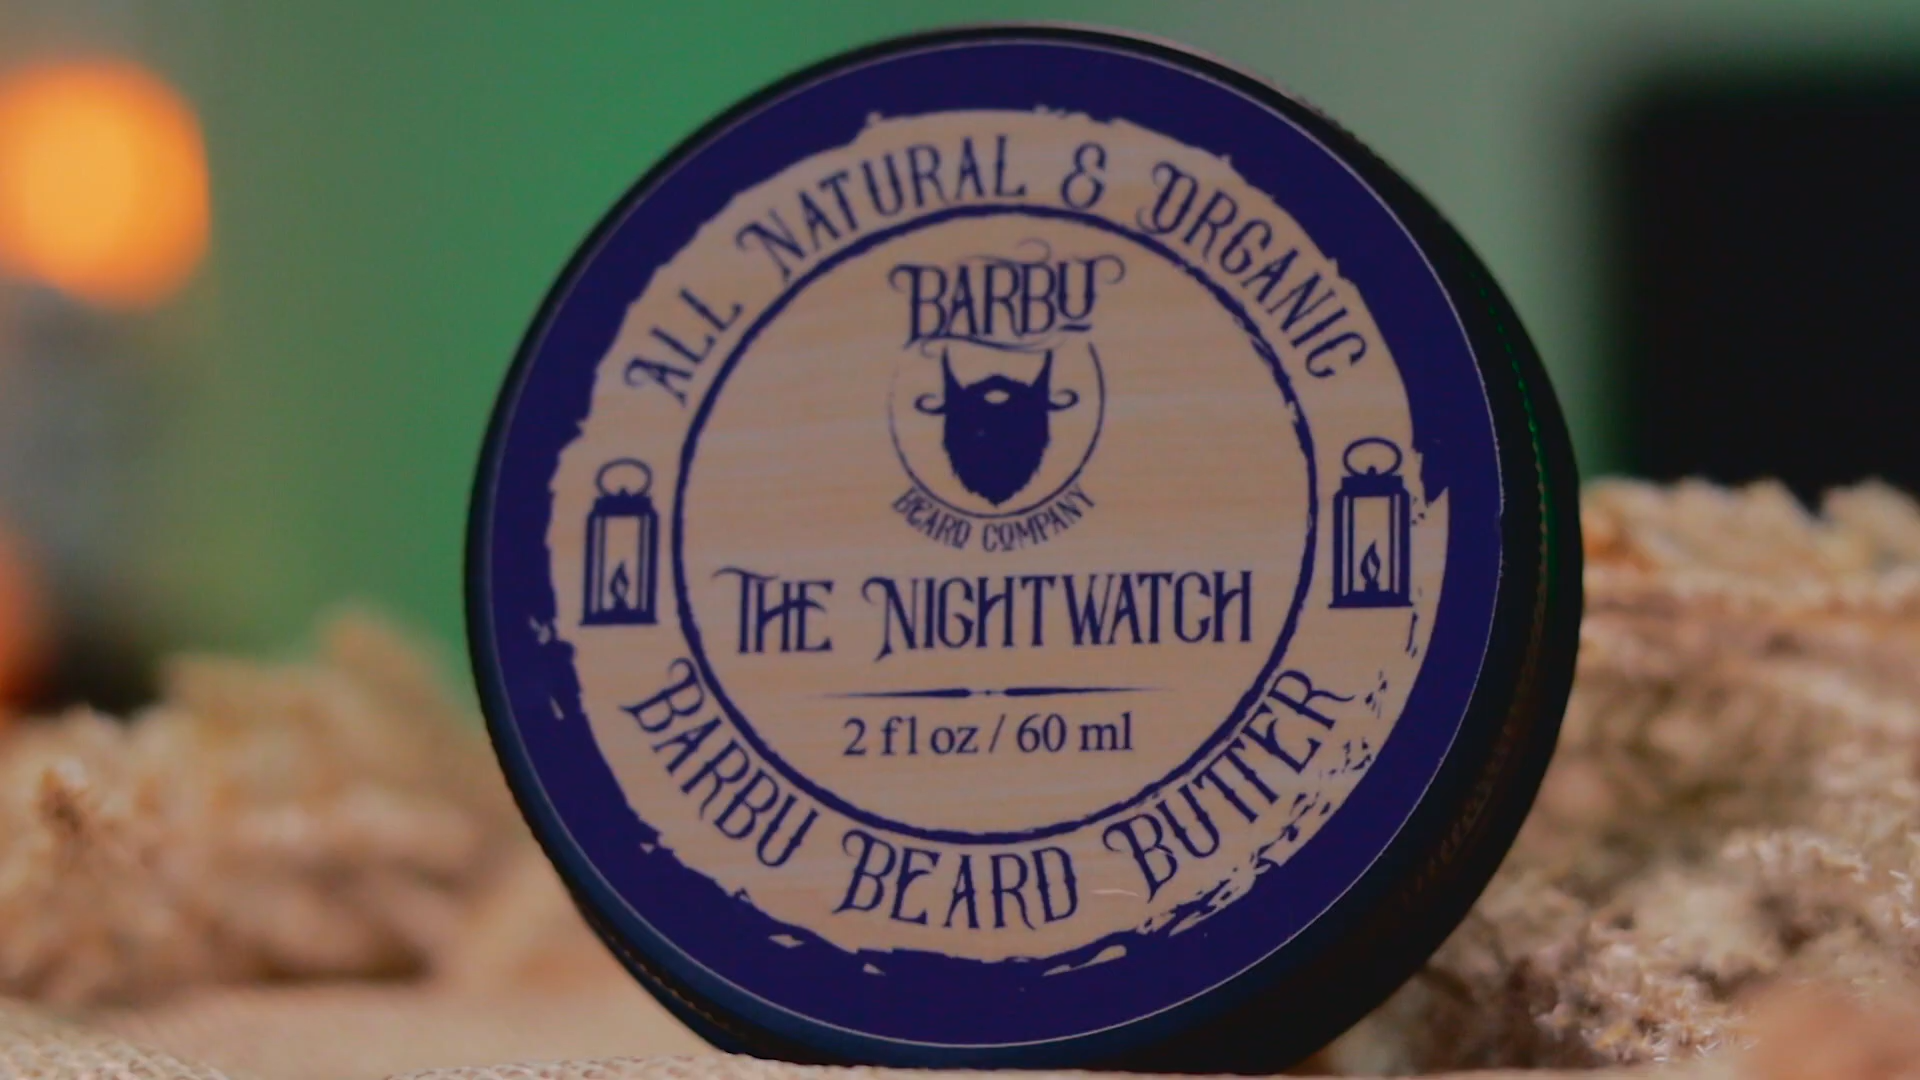 ALL NATURAL & ORGANIC
BARBU
BEARD COMPANY
THE NIGHTWATCH
2 fl oz / 60 ml
BARBU BEARD BUTTER